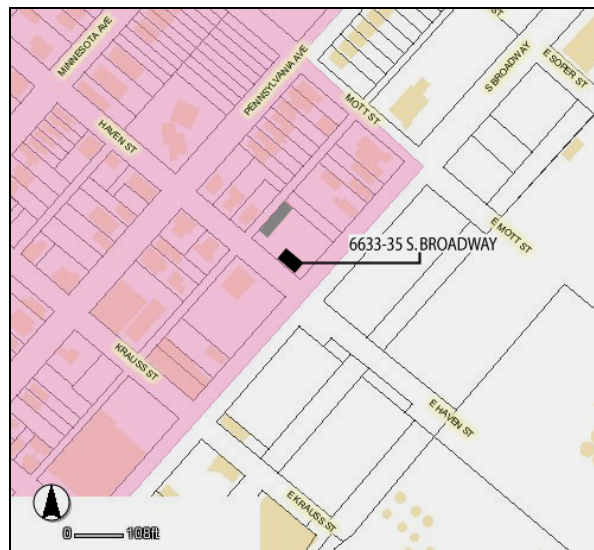 MINNESOTA AVE
PENNSYLVANIA AVE
S BROADWAY
ST
E SOPER ST
MOTT ST
HAVEN ST
E MOTT ST
6633-35 S. BROADWAY
KRAUSS ST
E HAVEN ST
E KRAUSS ST
0 108ft